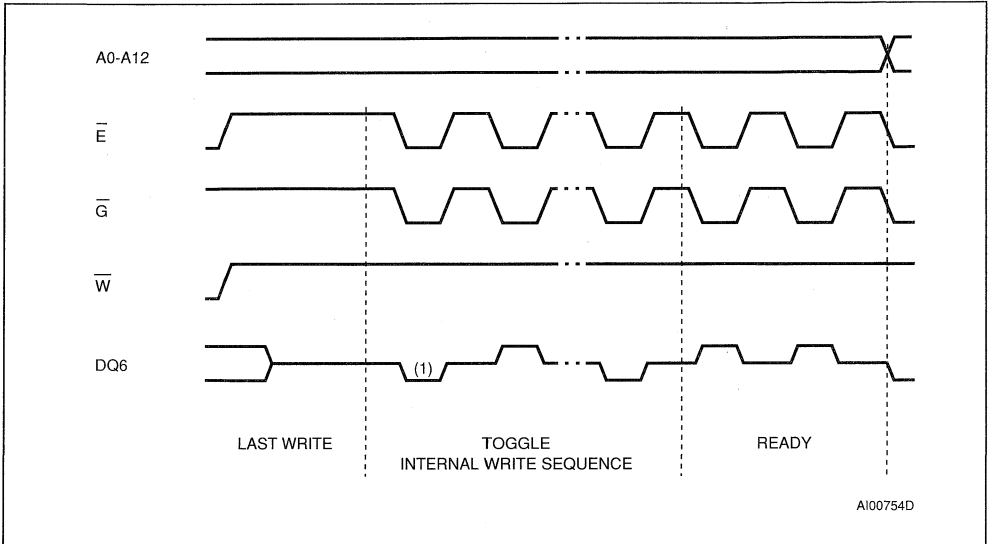 A0-A12
E
G
W
DQ6
(1)
LAST WRITE
TOGGLE
READY
INTERNAL WRITE SEQUENCE
AI00754D